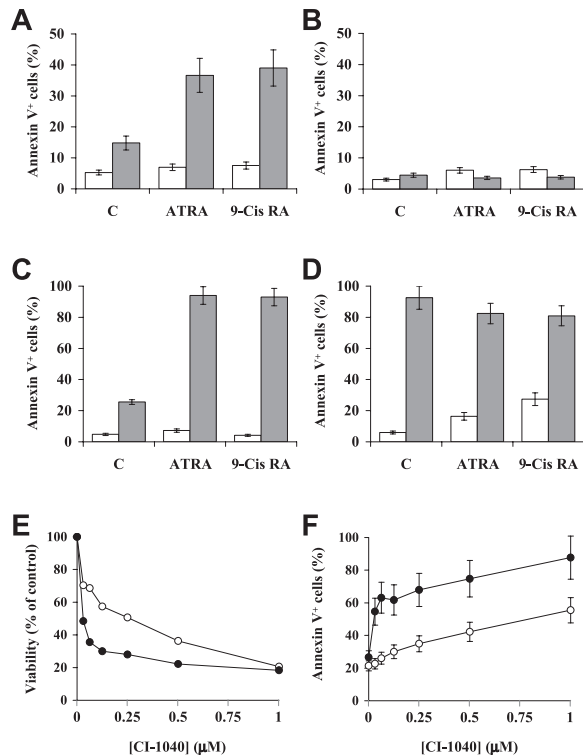 A
B
Annexin V+ cells (%)
50
40
30
20
10
0
C
ATRA
9-Cis RA
Annexin V+ cells (%)
50
40
30
20
10
0
C
ATRA
9-Cis RA
C
D
Annexin V+ cells (%)
100
80
60
40
20
0
C
ATRA
9-Cis RA
Annexin V+ cells (%)
100
80
60
40
20
0
C
ATRA
9-Cis RA
E
F
Viability (% of control)
100
80
60
40
20
0
0
0.25
0.5
0.75
1
[CI-1040] (μM)
Annexin V+ cells (%)
100
80
60
40
20
0
0
0.25
0.5
0.75
1
[CI-1040] (μM)